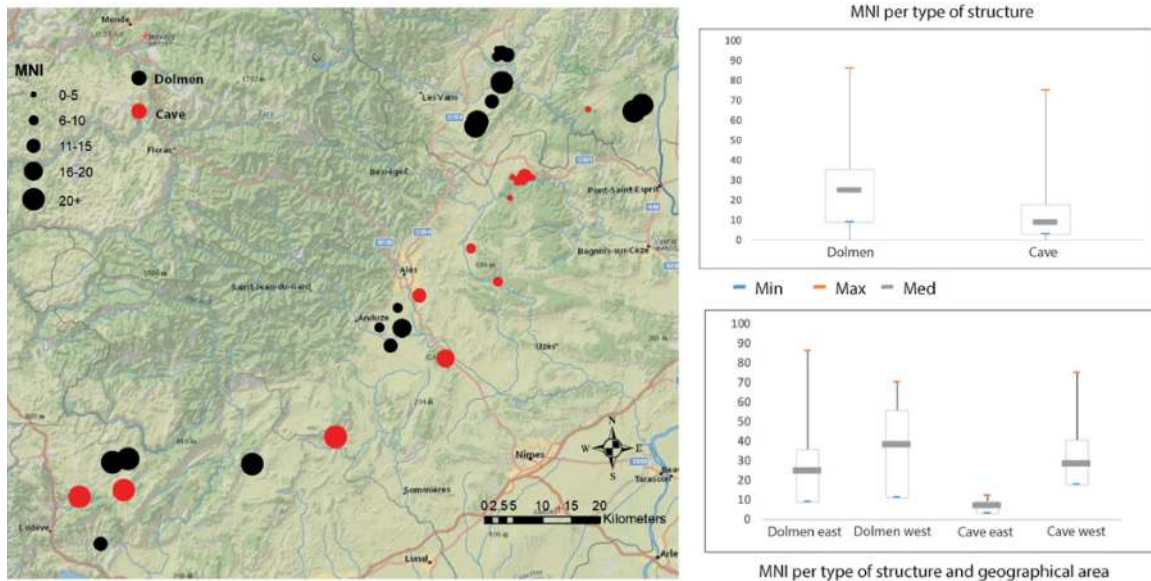 MNI
0-5
6-10
11-15
16-20
20+
Dolmen
Cave
Mende
Florac
Les Vans
Bessèges
Pont-Saint-Esprit
Bagnols-sur-Cèze
Alès
Saint-Jean-du-Gard
Anduze
Uzès
N
W
E
S
Nîmes
Tarascon
Sommières
Lodève
Lunel
0 2.5 5 10 15 20
Kilometers
MNI per type of structure
100
90
80
70
60
50
40
30
20
10
0
Dolmen Cave
Min Max Med
100
90
80
70
60
50
40
30
20
10
0
Dolmen east Dolmen west Cave east Cave west
MNI per type of structure and geographical area